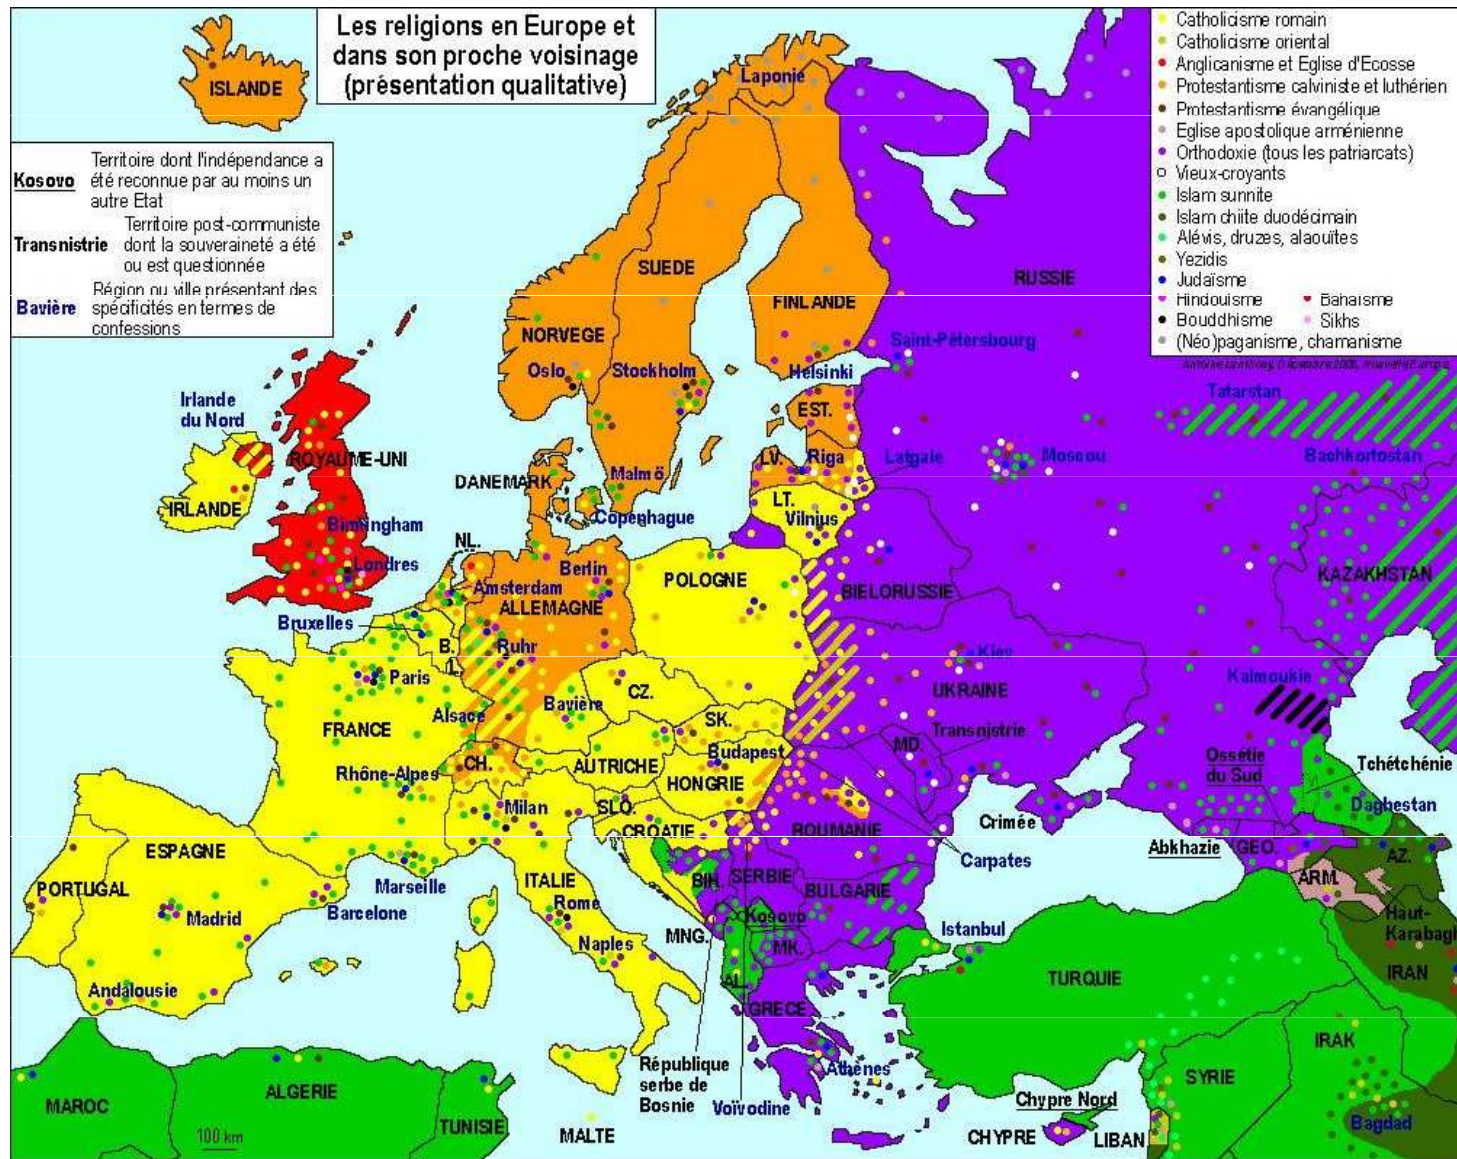 Les religions en Europe et
dans son proche voisinage
(présentation qualitative)
Catholicisme romain
Catholicisme oriental
Anglicanisme et Eglise d'Ecosse
Protestantisme calviniste et luthérien
Protestantisme évangélique
Eglise apostolique arménienne
Orthodoxie (tous les patriarcats)
Vieux-croyants
Islam sunnite
Islam chiite duodécimain
Alévis, druzes, alaouites
Yezidis
Judaïsme
Hindouisme Bahaïsme
Bouddhisme Sikhs
(Néo)paganisme, chamanisme
Kosovo
Territoire dont l'indépendance a
été reconnue par au moins un
autre Etat
Transnistrie
Territoire post-communiste
dont la souveraineté a été
ou est questionnée
Bavière
Région ou ville présentant des
spécificités en termes de
confessions
ISLANDE
Laponie
SUEDE
FINLANDE
NORVEGE
RUSSIE
Oslo
Stockholm
Helsinki
Saint-Pétersbourg
Irlande
du Nord
ROYAUME-UNI
IRLANDE
Birmingham
Londres
DANEMARK
Malmö
Copenhague
EST.
LV.
Riga
Latgale
LT.
Vilnius
Moscou
Tatarstan
Bachkortostan
KAZAKHSTAN
NL.
Amsterdam
Berlin
ALLEMAGNE
POLOGNE
BIELORUSSIE
Bruxelles
B.
L.
Ruhr
Paris
Alsace
Bavière
CZ.
SK.
Kiev
UKRAINE
Kalmoukie
FRANCE
CH.
AUTRICHE
Budapest
HONGRIE
MD.
Transnistrie
Ossétie
du Sud
Tchétchénie
Daghestan
Rhône-Alpes
Milan
SLO.
CROATIE
ROUMANIE
Crimée
Carpates
Abkhazie
GEO.
AZ.
ARM.
Haut-
Karabagh
ESPAGNE
PORTUGAL
Madrid
Barcelone
Marseille
Andalousie
ITALIE
Rome
Naples
BIH.
SERBIE
BULGARIE
Kosovo
MNG.
MK.
AL.
GRECE
Istanbul
TURQUIE
IRAN
IRAK
SYRIE
Bagdad
République
serbe de
Bosnie
Voïvodine
Athènes
Chypre Nord
CHYPRE
LIBAN
MAROC
ALGERIE
TUNISIE
MALTE
100 km